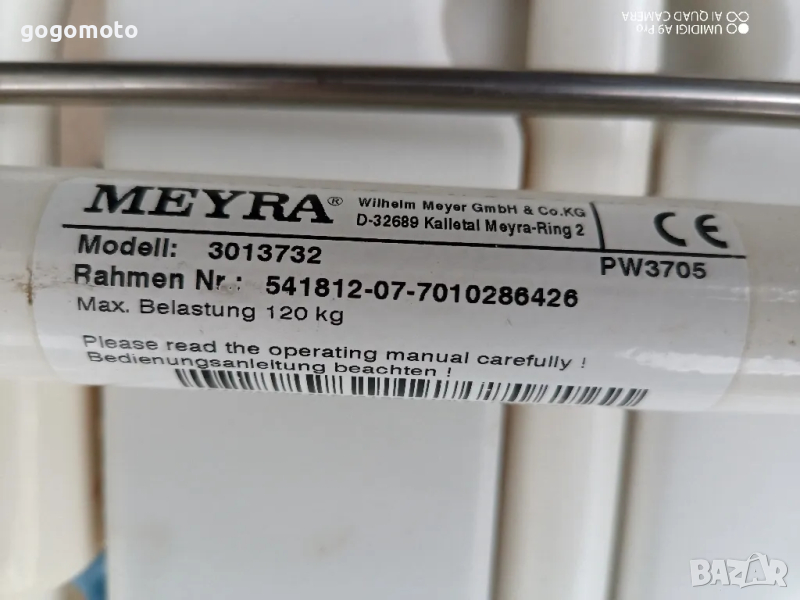 gogomoto
UMIDIGI A9 Pro
AI QUAD CAMERA
MEYRA®
Wilhelm Meyer GmbH & Co.KG
D-32689 Kalletal Meyra-Ring 2
CE
Modell: 3013732
PW3705
Rahmen Nr.: 541812-07-7010286426
Max. Belastung 120 kg
Please read the operating manual carefully !
Bedienungsanleitung beachten !
BAZAR